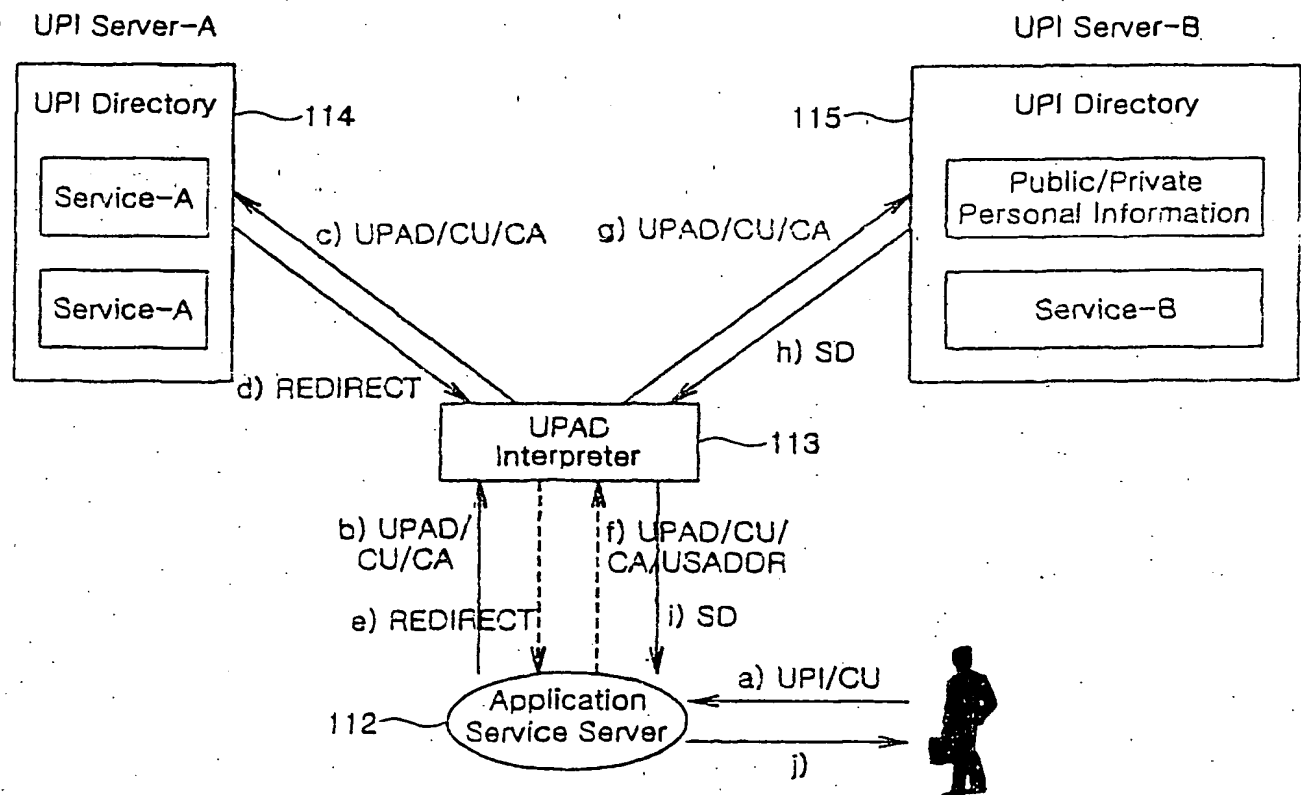 UPI Server-A
UPI Server-B
UPI Directory
114
115
UPI Directory
Service-A
Public/Private
Personal Information
c) UPAD/CU/CA
g) UPAD/CU/CA
Service-A
Service-B
h) SD
d) REDIRECT
UPAD
Interpreter
113
b) UPAD/
CU/CA
f) UPAD/CU/
CA/USADDR
e) REDIRECT
i) SD
a) UPI/CU
Application
Service Server
112
j)